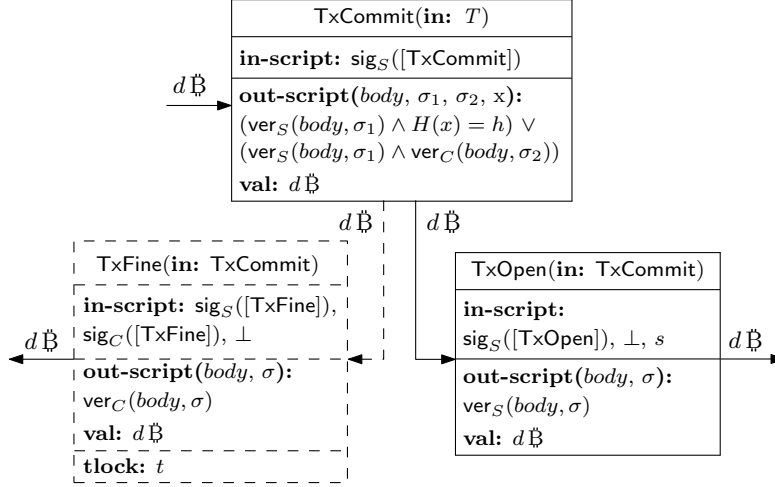 TxCommit(in: T)
in-script: sig_S([TxCommit])
d Ƀ
out-script(body, σ₁, σ₂, x):
(ver_S(body, σ₁) ∧ H(x) = h) ∨
(ver_S(body, σ₁) ∧ ver_C(body, σ₂))
val: d Ƀ
d Ƀ
d Ƀ
TxFine(in: TxCommit)
in-script: sig_S([TxFine]),
sig_C([TxFine]), ⊥
d Ƀ
out-script(body, σ):
ver_C(body, σ)
val: d Ƀ
tlock: t
TxOpen(in: TxCommit)
in-script:
sig_S([TxOpen]), ⊥, s
d Ƀ
out-script(body, σ):
ver_S(body, σ)
val: d Ƀ